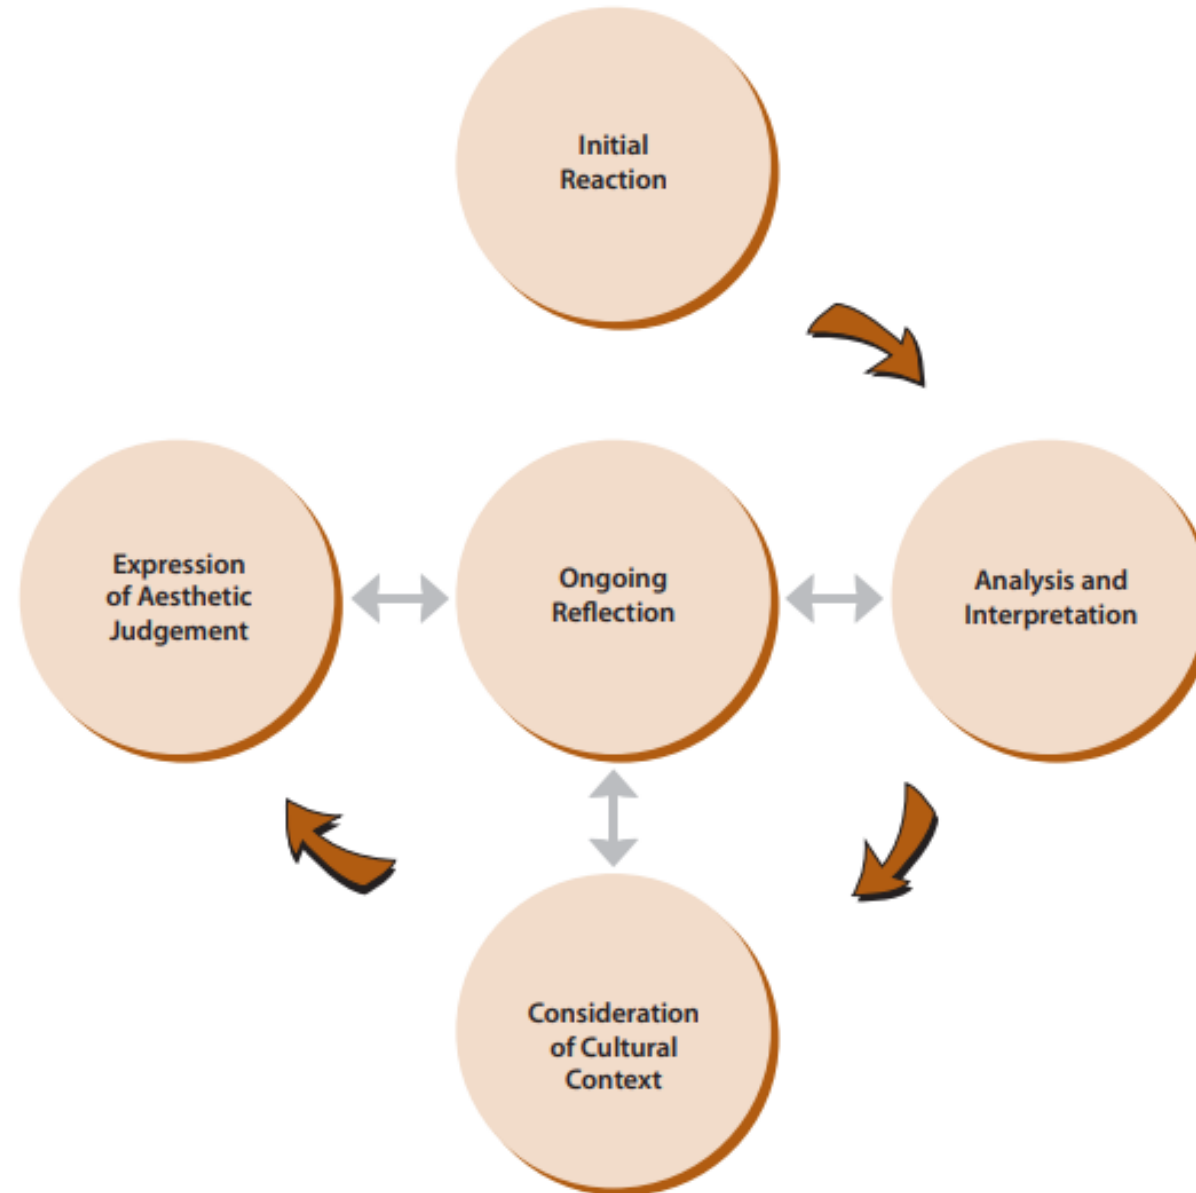 Initial
Reaction
Expression
of Aesthetic
Judgement
Ongoing
Reflection
Analysis and
Interpretation
Consideration
of Cultural
Context